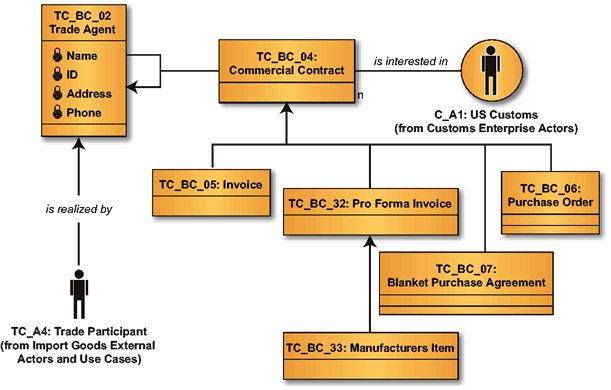 TC_BC_02
Trade Agent
Name
ID
Address
Phone
TC_BC_04:
Commercial Contract
n
is interested in
C_A1: US Customs
(from Customs Enterprise Actors)
TC_BC_05: Invoice
TC_BC_32: Pro Forma Invoice
TC_BC_06:
Purchase Order
TC_BC_07:
Blanket Purchase Agreement
is realized by
TC_A4: Trade Participant
(from Import Goods External
Actors and Use Cases)
TC_BC_33: Manufacturers Item